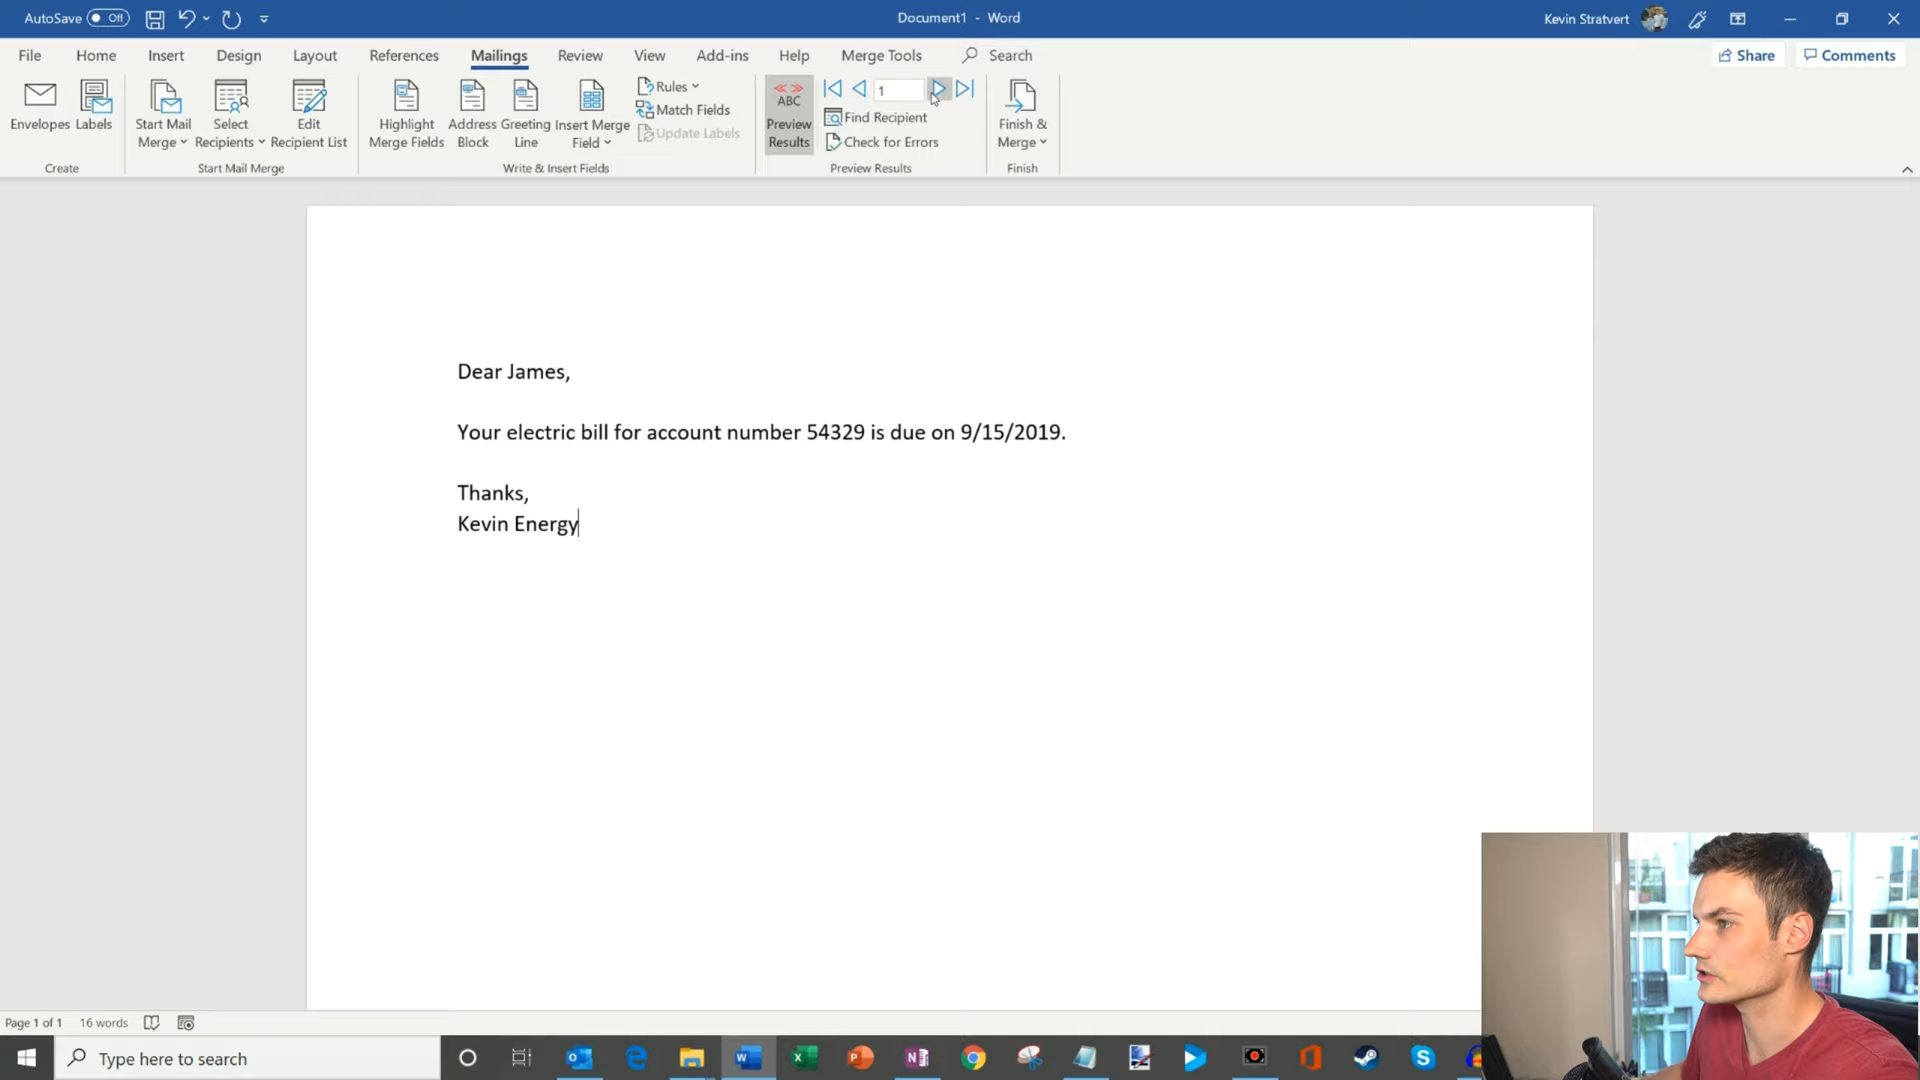 AutoSave Off
Document1 - Word
Kevin Stratvert
File Home Insert Design Layout References Mailings Review View Add-ins Help Merge Tools Search
Share Comments
Envelopes Labels
Create
Start Mail Merge
Select Recipients
Edit Recipient List
Start Mail Merge
Highlight Merge Fields
Address Block
Greeting Line
Insert Merge Field
Rules
Match Fields
Update Labels
Write & Insert Fields
ABC
Preview Results
1
Find Recipient
Check for Errors
Preview Results
Finish & Merge
Finish
Dear James,
Your electric bill for account number 54329 is due on 9/15/2019.
Thanks,
Kevin Energy
Page 1 of 1 16 words
Type here to search